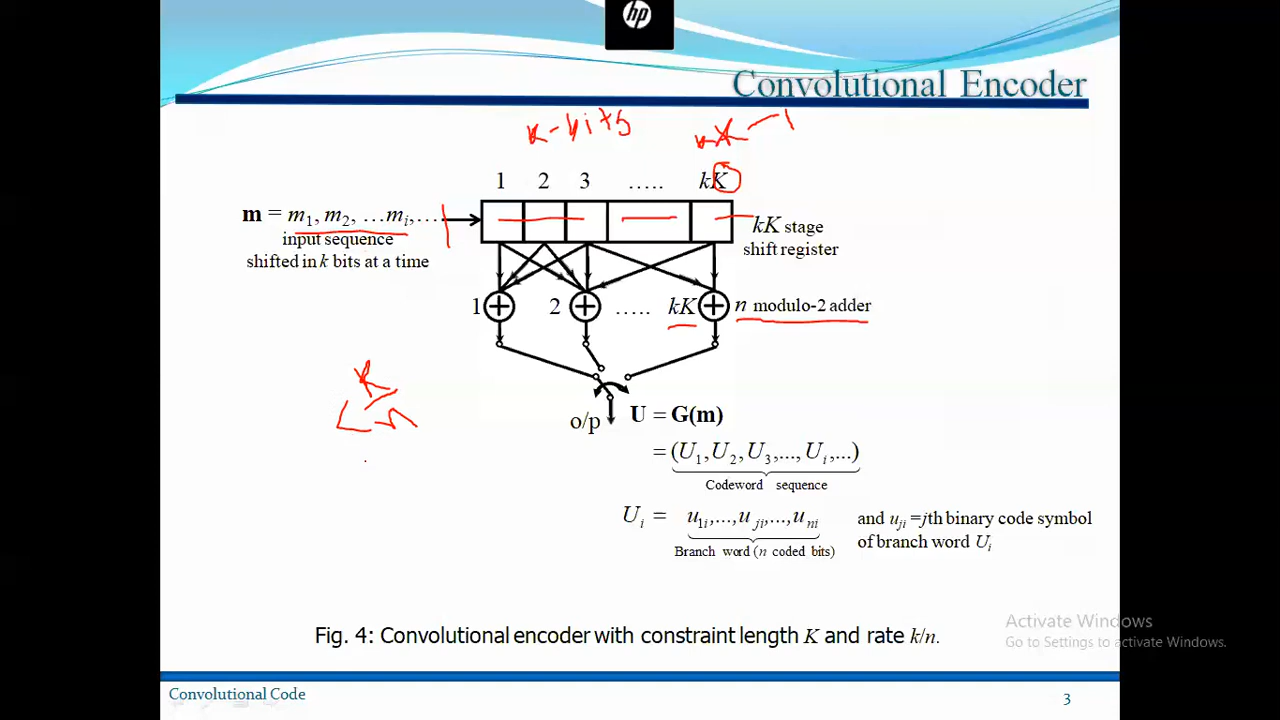 hp
Convolutional Encoder
k-bits kK-1
1 2 3 ..... kK
m = m₁, m₂, …mᵢ,…
input sequence
shifted in k bits at a time
kK stage
shift register
1 2 ..... kK n modulo-2 adder
k
n
o/p U = G(m)
= (U₁, U₂, U₃,..., Uᵢ,...)
Codeword sequence
Uᵢ = u₁ᵢ,...,u ⱼᵢ,...,uₙᵢ and uⱼᵢ =jth binary code symbol
of branch word Uᵢ
Branch word (n coded bits)
Fig. 4: Convolutional encoder with constraint length K and rate k/n.
Activate Windows
Go to Settings to activate Windows.
Convolutional Code 3